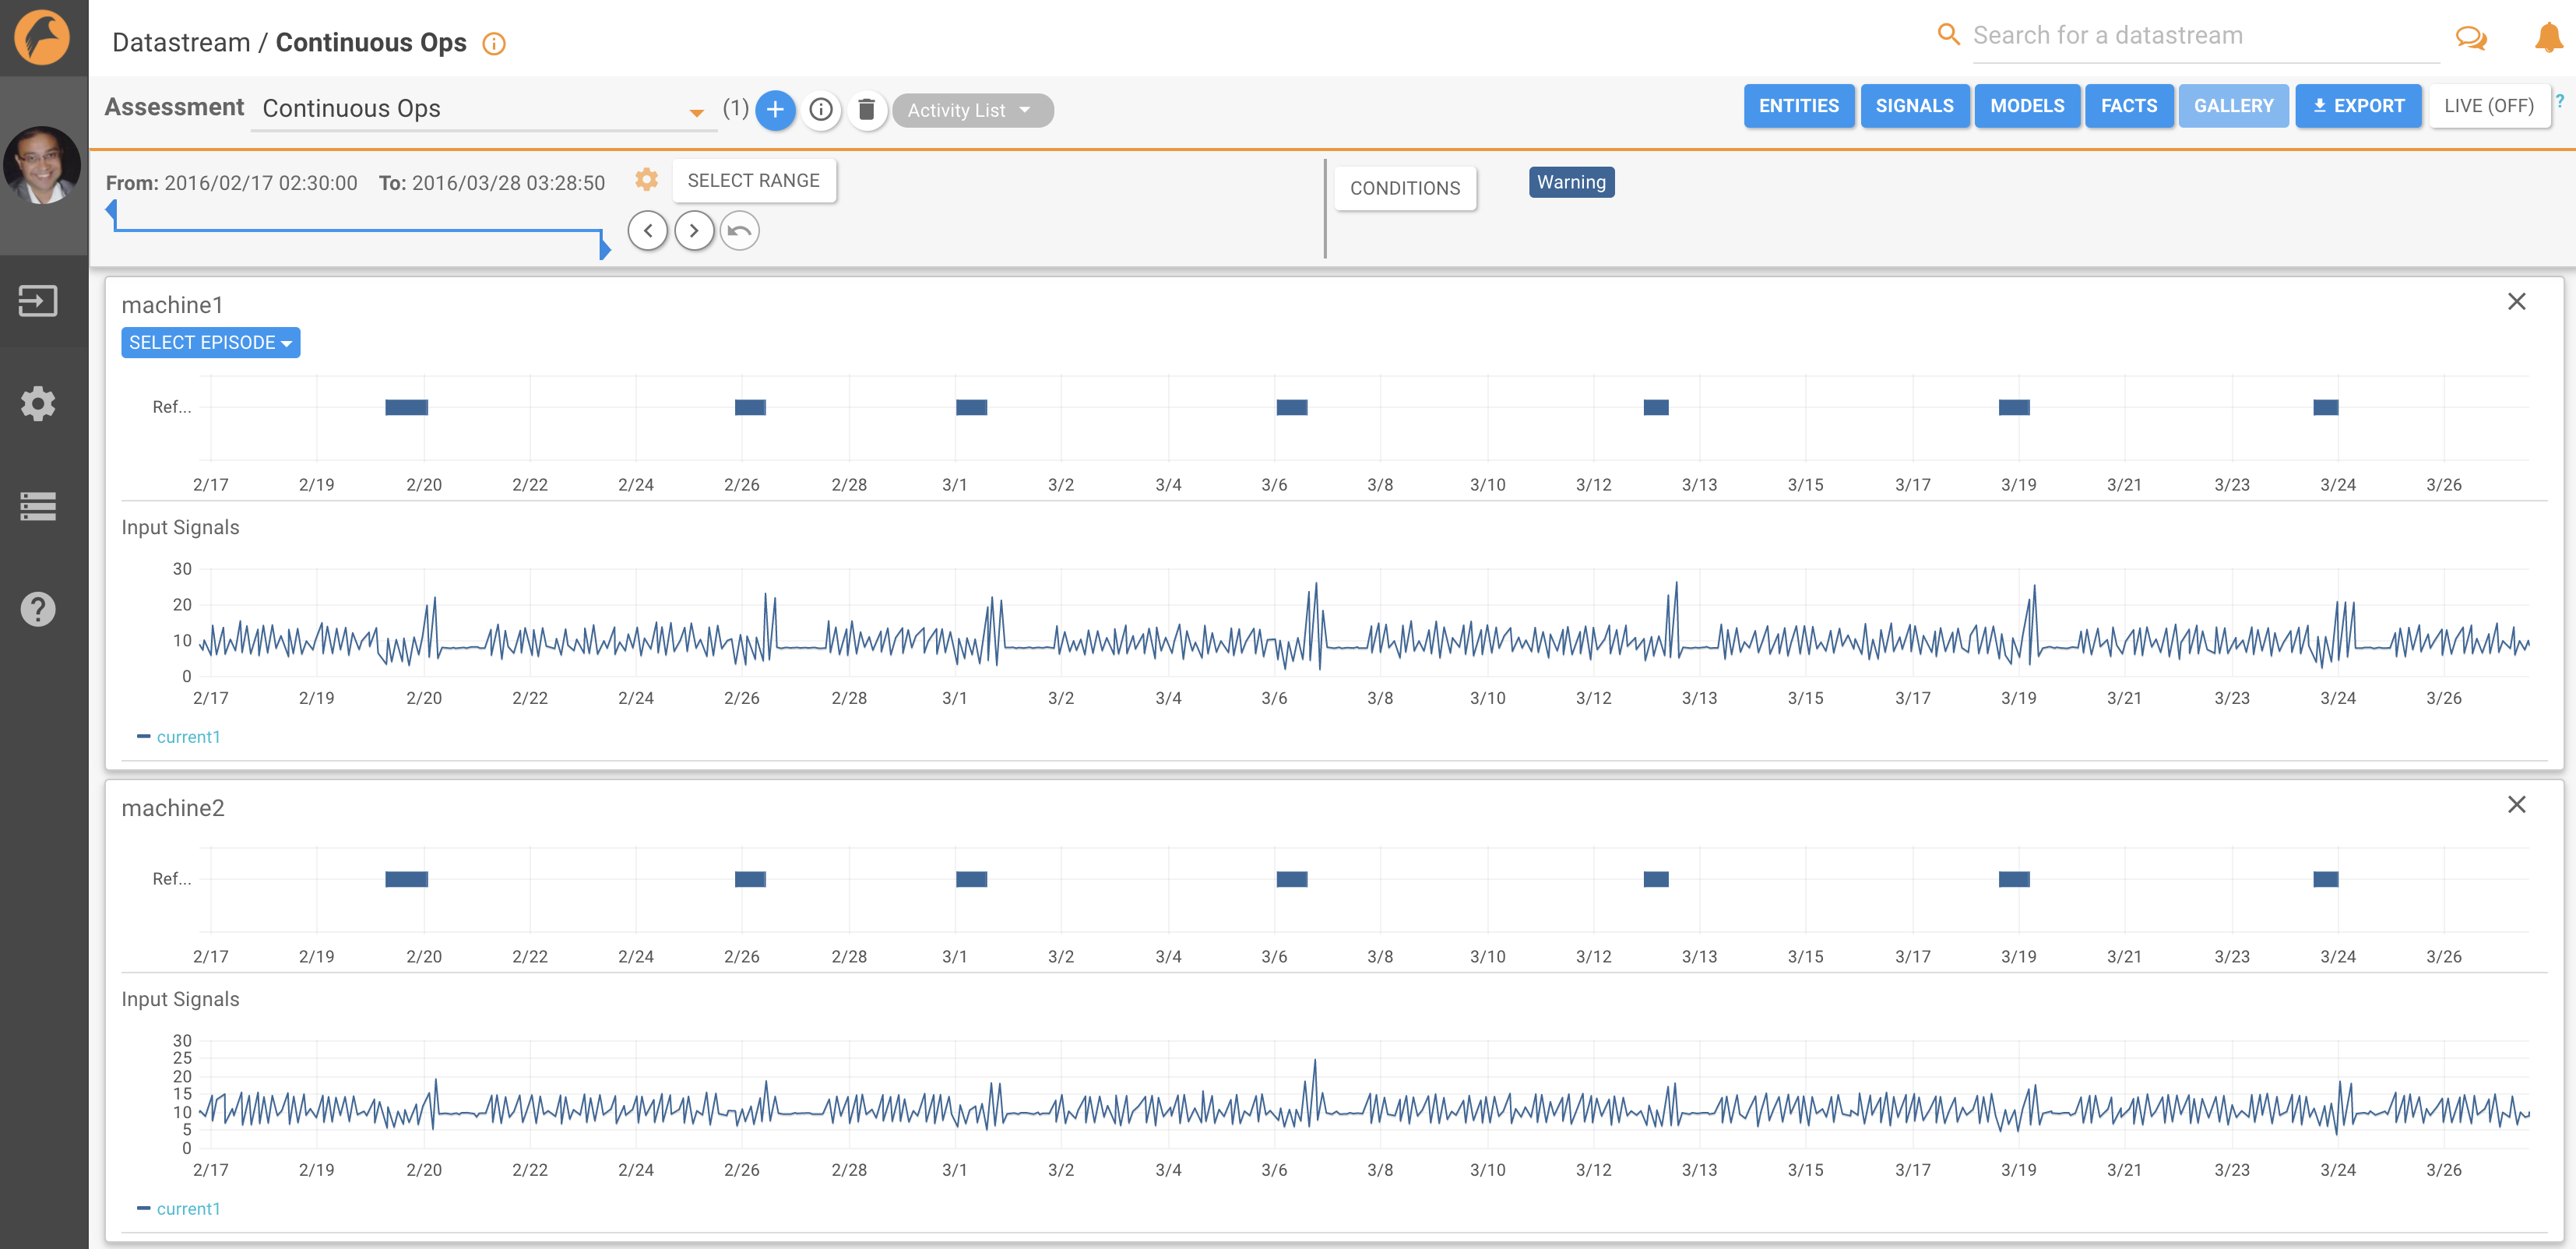 Datastream / Continuous Ops
Search for a datastream
Assessment Continuous Ops (1) + Activity List
ENTITIES SIGNALS MODELS FACTS GALLERY EXPORT LIVE (OFF) ?
From: 2016/02/17 02:30:00 To: 2016/03/28 03:28:50 SELECT RANGE
CONDITIONS Warning
machine1
SELECT EPISODE
Ref...
2/17 2/19 2/20 2/22 2/24 2/26 2/28 3/1 3/2 3/4 3/6 3/8 3/10 3/12 3/13 3/15 3/17 3/19 3/21 3/23 3/24 3/26
Input Signals
30
20
10
0
2/17 2/19 2/20 2/22 2/24 2/26 2/28 3/1 3/2 3/4 3/6 3/8 3/10 3/12 3/13 3/15 3/17 3/19 3/21 3/23 3/24 3/26
current1
machine2
Ref...
2/17 2/19 2/20 2/22 2/24 2/26 2/28 3/1 3/2 3/4 3/6 3/8 3/10 3/12 3/13 3/15 3/17 3/19 3/21 3/23 3/24 3/26
Input Signals
30
25
20
15
10
5
0
2/17 2/19 2/20 2/22 2/24 2/26 2/28 3/1 3/2 3/4 3/6 3/8 3/10 3/12 3/13 3/15 3/17 3/19 3/21 3/23 3/24 3/26
current1